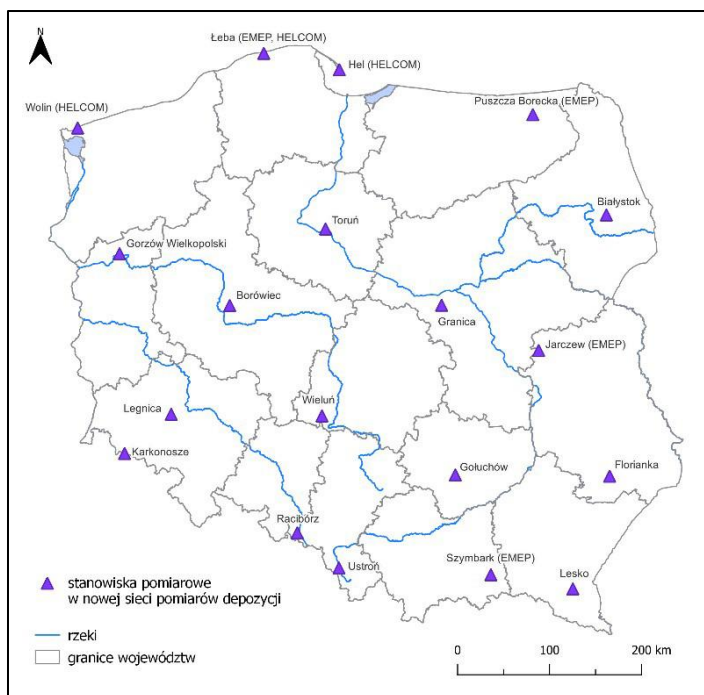 N
Łeba (EMEP, HELCOM)
Hel (HELCOM)
Puszcza Borecka (EMEP)
Wolin (HELCOM)
Białystok
Toruń
Gorzów Wielkopolski
Borówiec
Granica
Jarczew (EMEP)
Wieluń
Legnica
Karkonosze
Gołuchów
Florianka
Racibórz
Ustroń
Szymbark (EMEP)
Lesko
stanowiska pomiarowe
w nowej sieci pomiarów depozycji
rzeki
granice województw
0 100 200 km